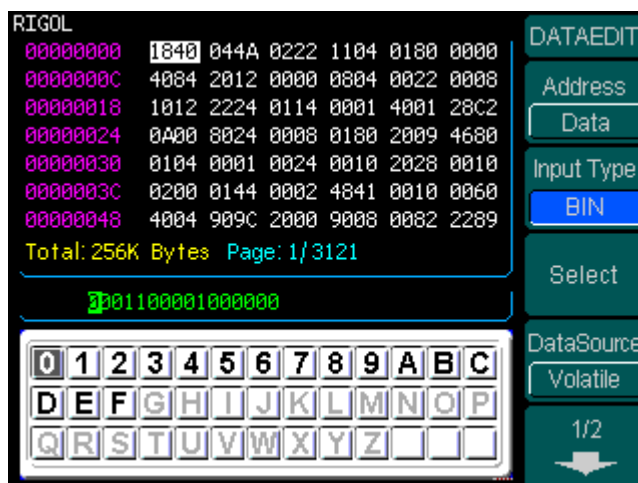 RIGOL
00000000 1840 044A 0222 1104 0180 0000
0000000C 4084 2012 0000 0804 0022 0008
00000018 1012 2224 0114 0001 4001 28C2
00000024 0A00 8024 0008 0180 2009 4680
00000030 0104 0001 0024 0010 2028 0010
0000003C 0200 0144 0002 4841 0010 0060
00000048 4004 909C 2000 9008 0082 2289
Total: 256K Bytes Page: 1/3121
0001100001000000
0 1 2 3 4 5 6 7 8 9 A B C
D E F G H I J K L M N O P
Q R S T U V W X Y Z
DATAEDIT
Address
Data
Input Type
BIN
Select
DataSource
Volatile
1/2